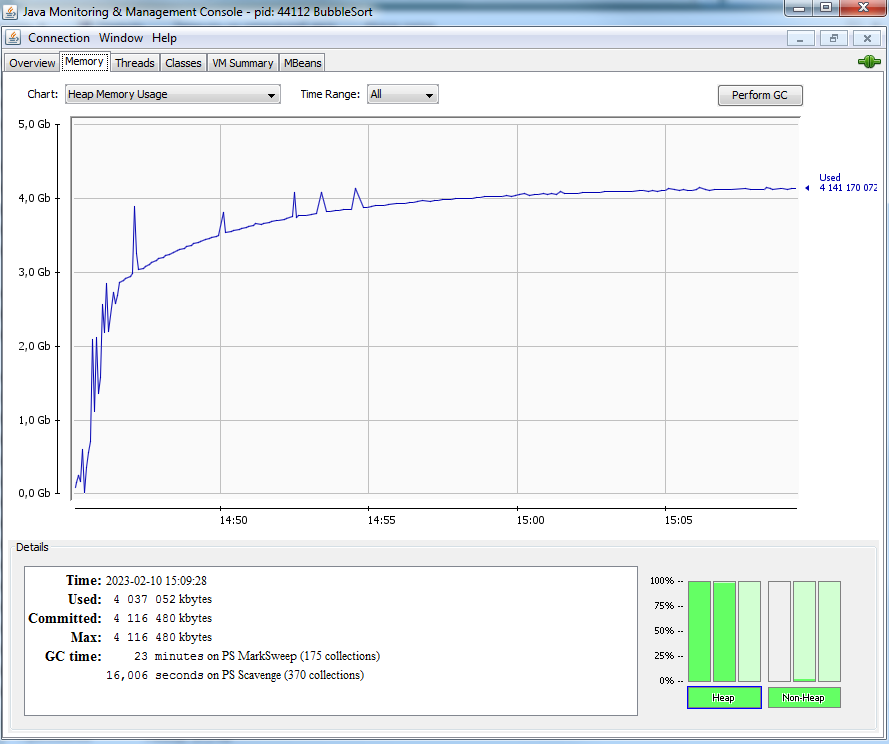 Java Monitoring & Management Console - pid: 44112 BubbleSort
Connection Window Help
Overview Memory Threads Classes VM Summary MBeans
Chart: Heap Memory Usage Time Range: All Perform GC
5,0 Gb
4,0 Gb
3,0 Gb
2,0 Gb
1,0 Gb
0,0 Gb
Used
4 141 170 072
14:50 14:55 15:00 15:05
Details
Time: 2023-02-10 15:09:28
Used: 4 037 052 kbytes
Committed: 4 116 480 kbytes
Max: 4 116 480 kbytes
GC time: 23 minutes on PS MarkSweep (175 collections)
16,006 seconds on PS Scavenge (370 collections)
100% --
75% --
50% --
25% --
0% --
Heap Non-Heap